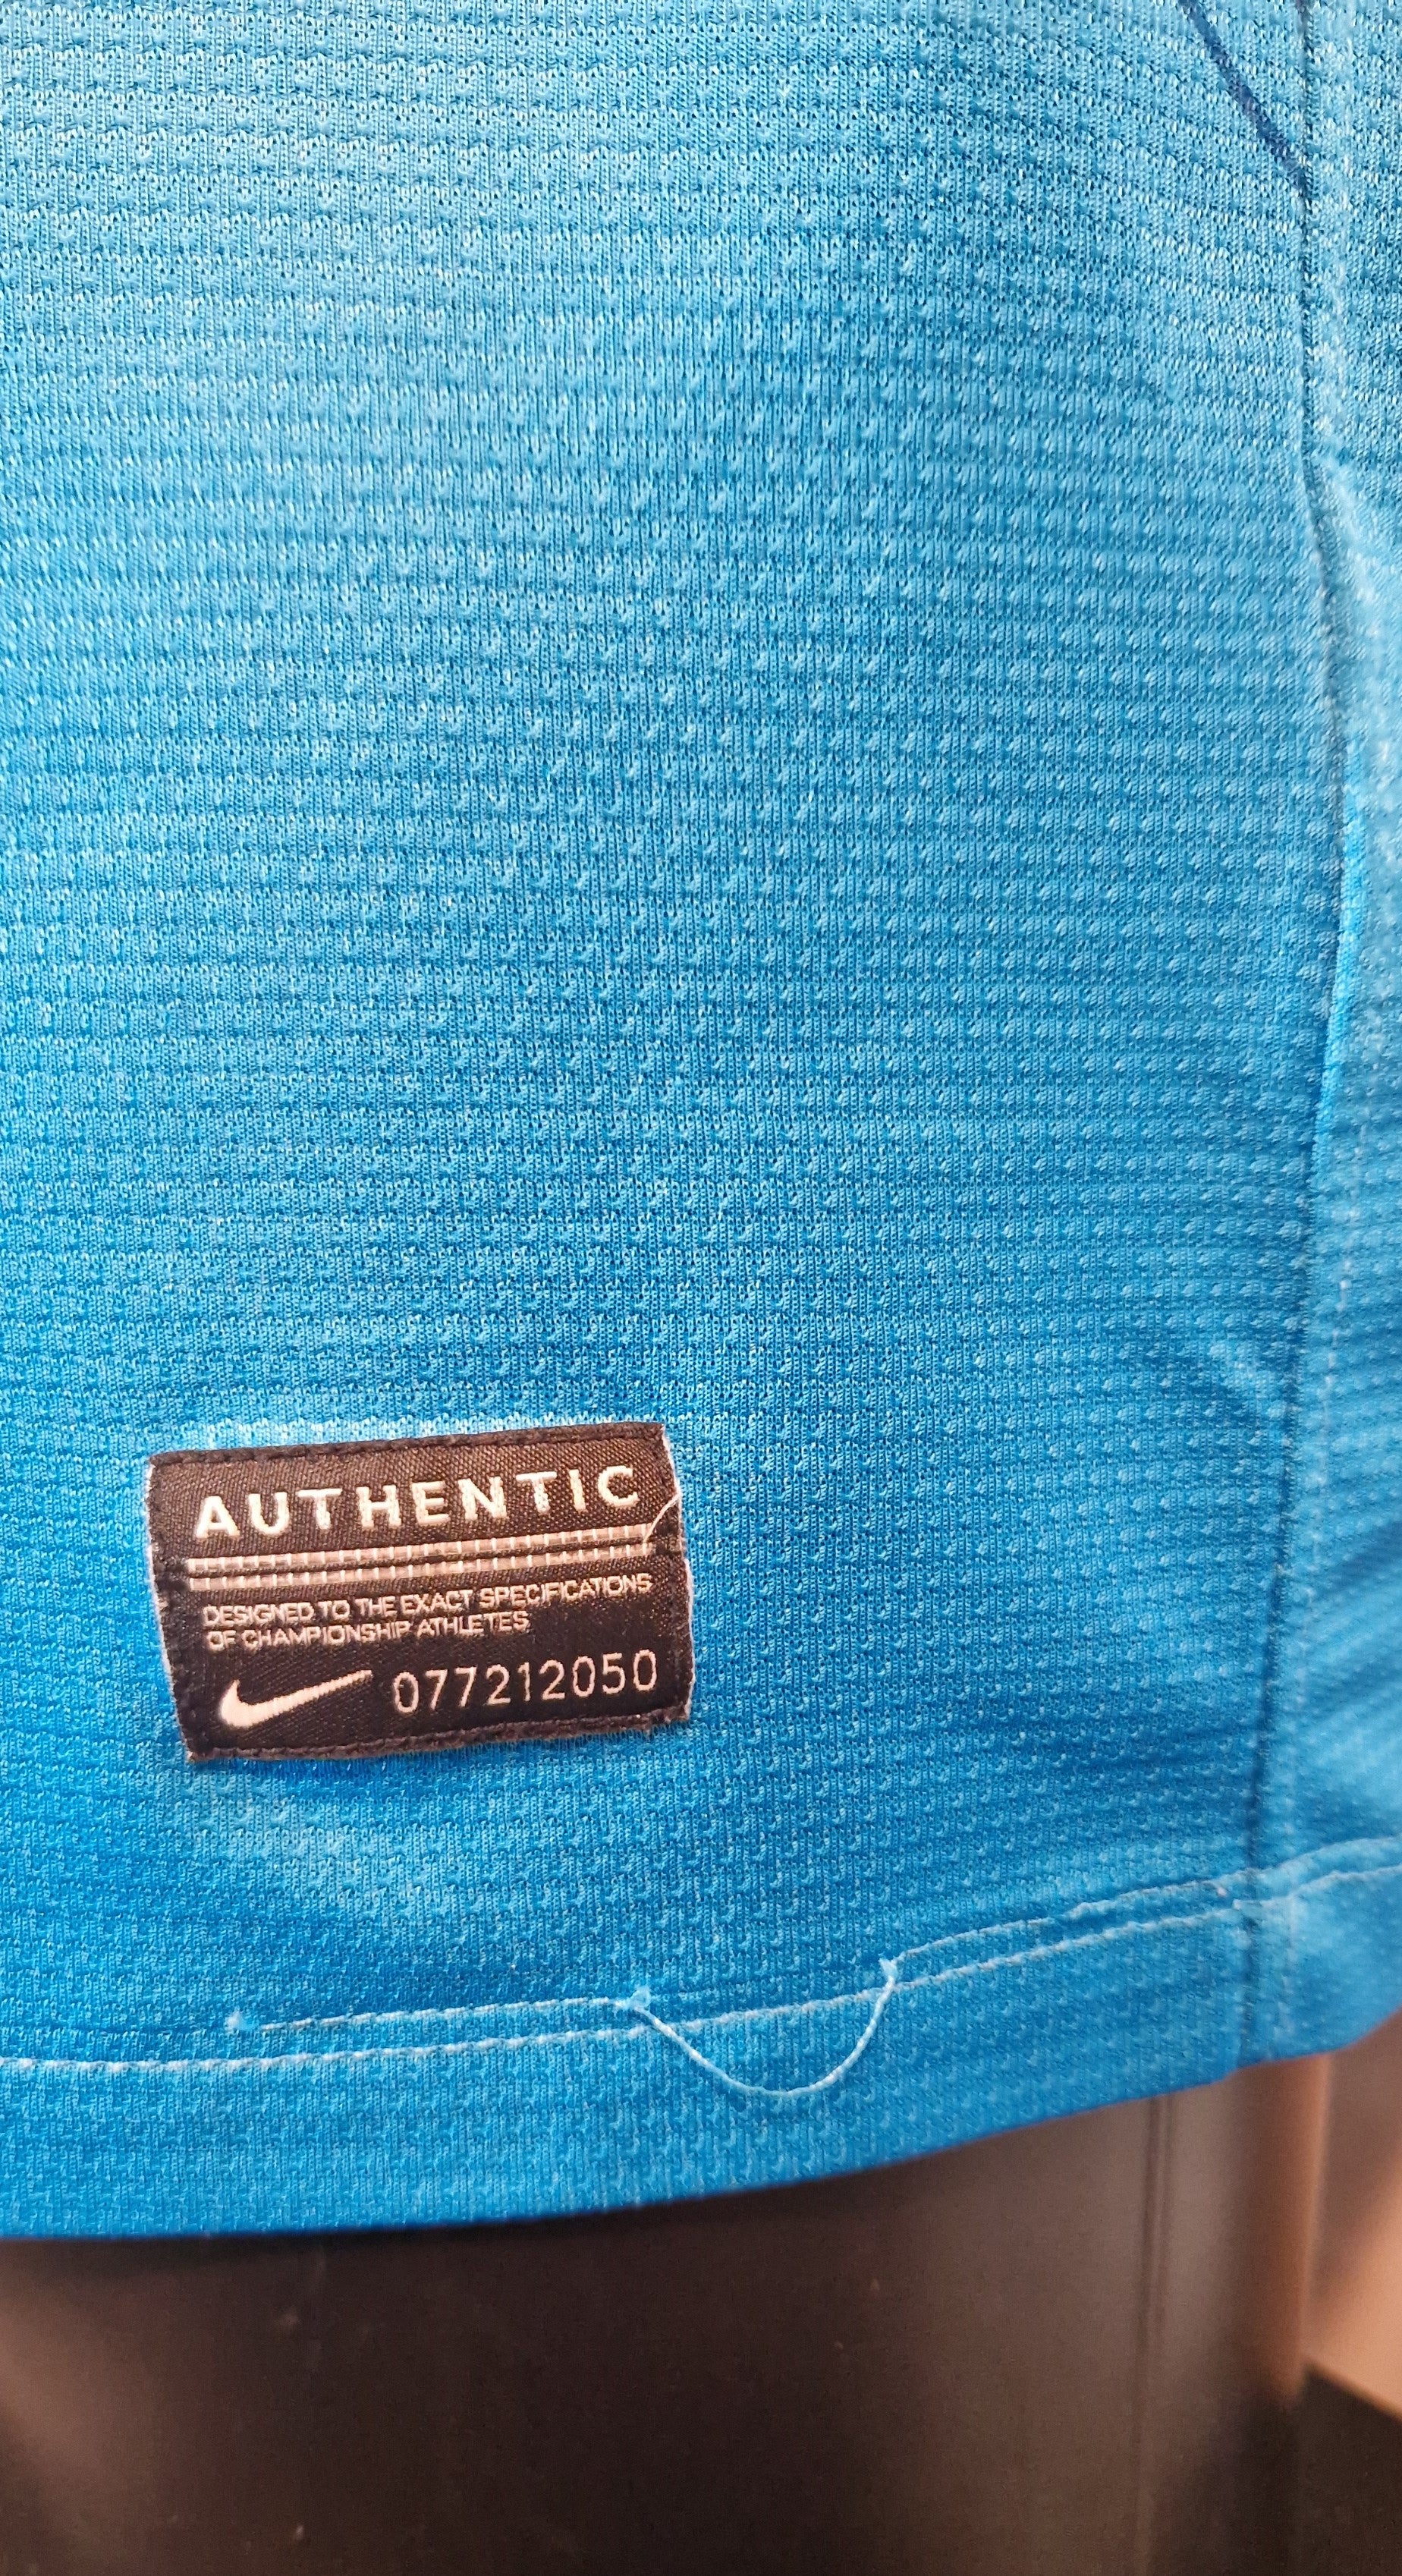 AUTHENTIC
DESIGNED TO THE EXACT SPECIFICATIONS
OF CHAMPIONSHIP ATHLETES
077212050